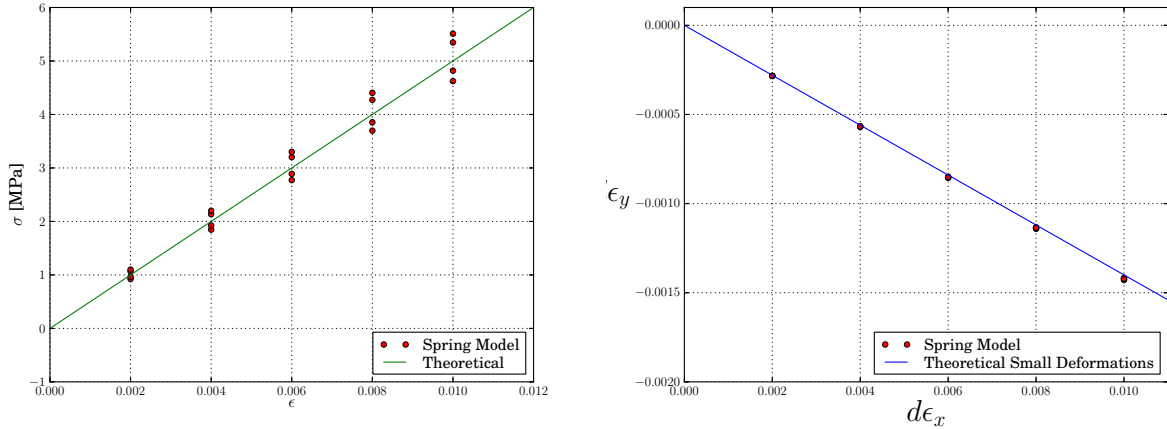 6
5
4
3
2
1
0
−1
σ [MPa]
0.000 0.002 0.004 0.006 0.008 0.010 0.012
ϵ
Spring Model
Theoretical
0.0000
−0.0005
−0.0010
−0.0015
−0.0020
ϵ_y
0.000 0.002 0.004 0.006 0.008 0.010
dϵ_x
Spring Model
Theoretical Small Deformations